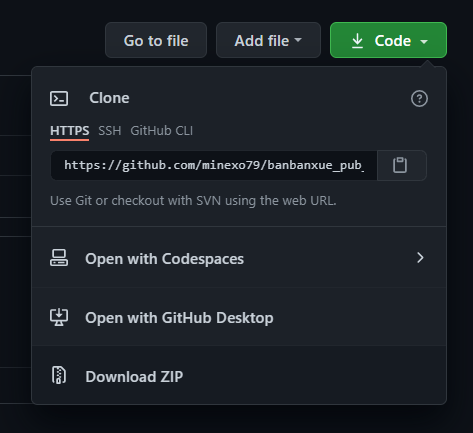 Go to file Add file Code
Clone
HTTPS SSH GitHub CLI
https://github.com/minexo79/banbanxue_pub_
Use Git or checkout with SVN using the web URL.
Open with Codespaces
Open with GitHub Desktop
Download ZIP